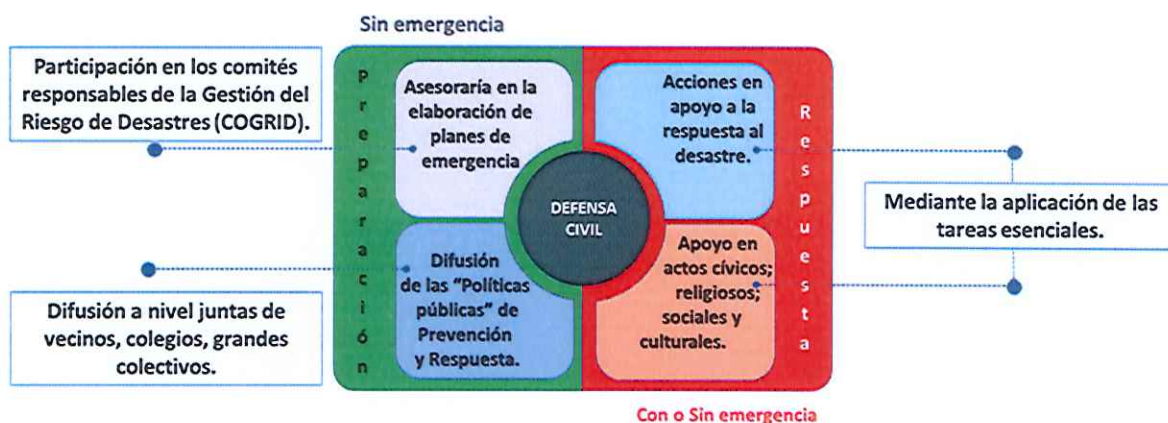 Sin emergencia
Participación en los comités
responsables de la Gestión del
Riesgo de Desastres (COGRID).
Preparación
Asesoraría en la
elaboración de
planes de
emergencia
Acciones en
apoyo a la
respuesta al
desastre.
Respuesta
DEFENSA
CIVIL
Mediante la aplicación de las
tareas esenciales.
Difusión
de las "Políticas
públicas" de
Prevención
y Respuesta.
Apoyo en
actos cívicos;
religiosos;
sociales y
culturales.
Difusión a nivel juntas de
vecinos, colegios, grandes
colectivos.
Con o Sin emergencia